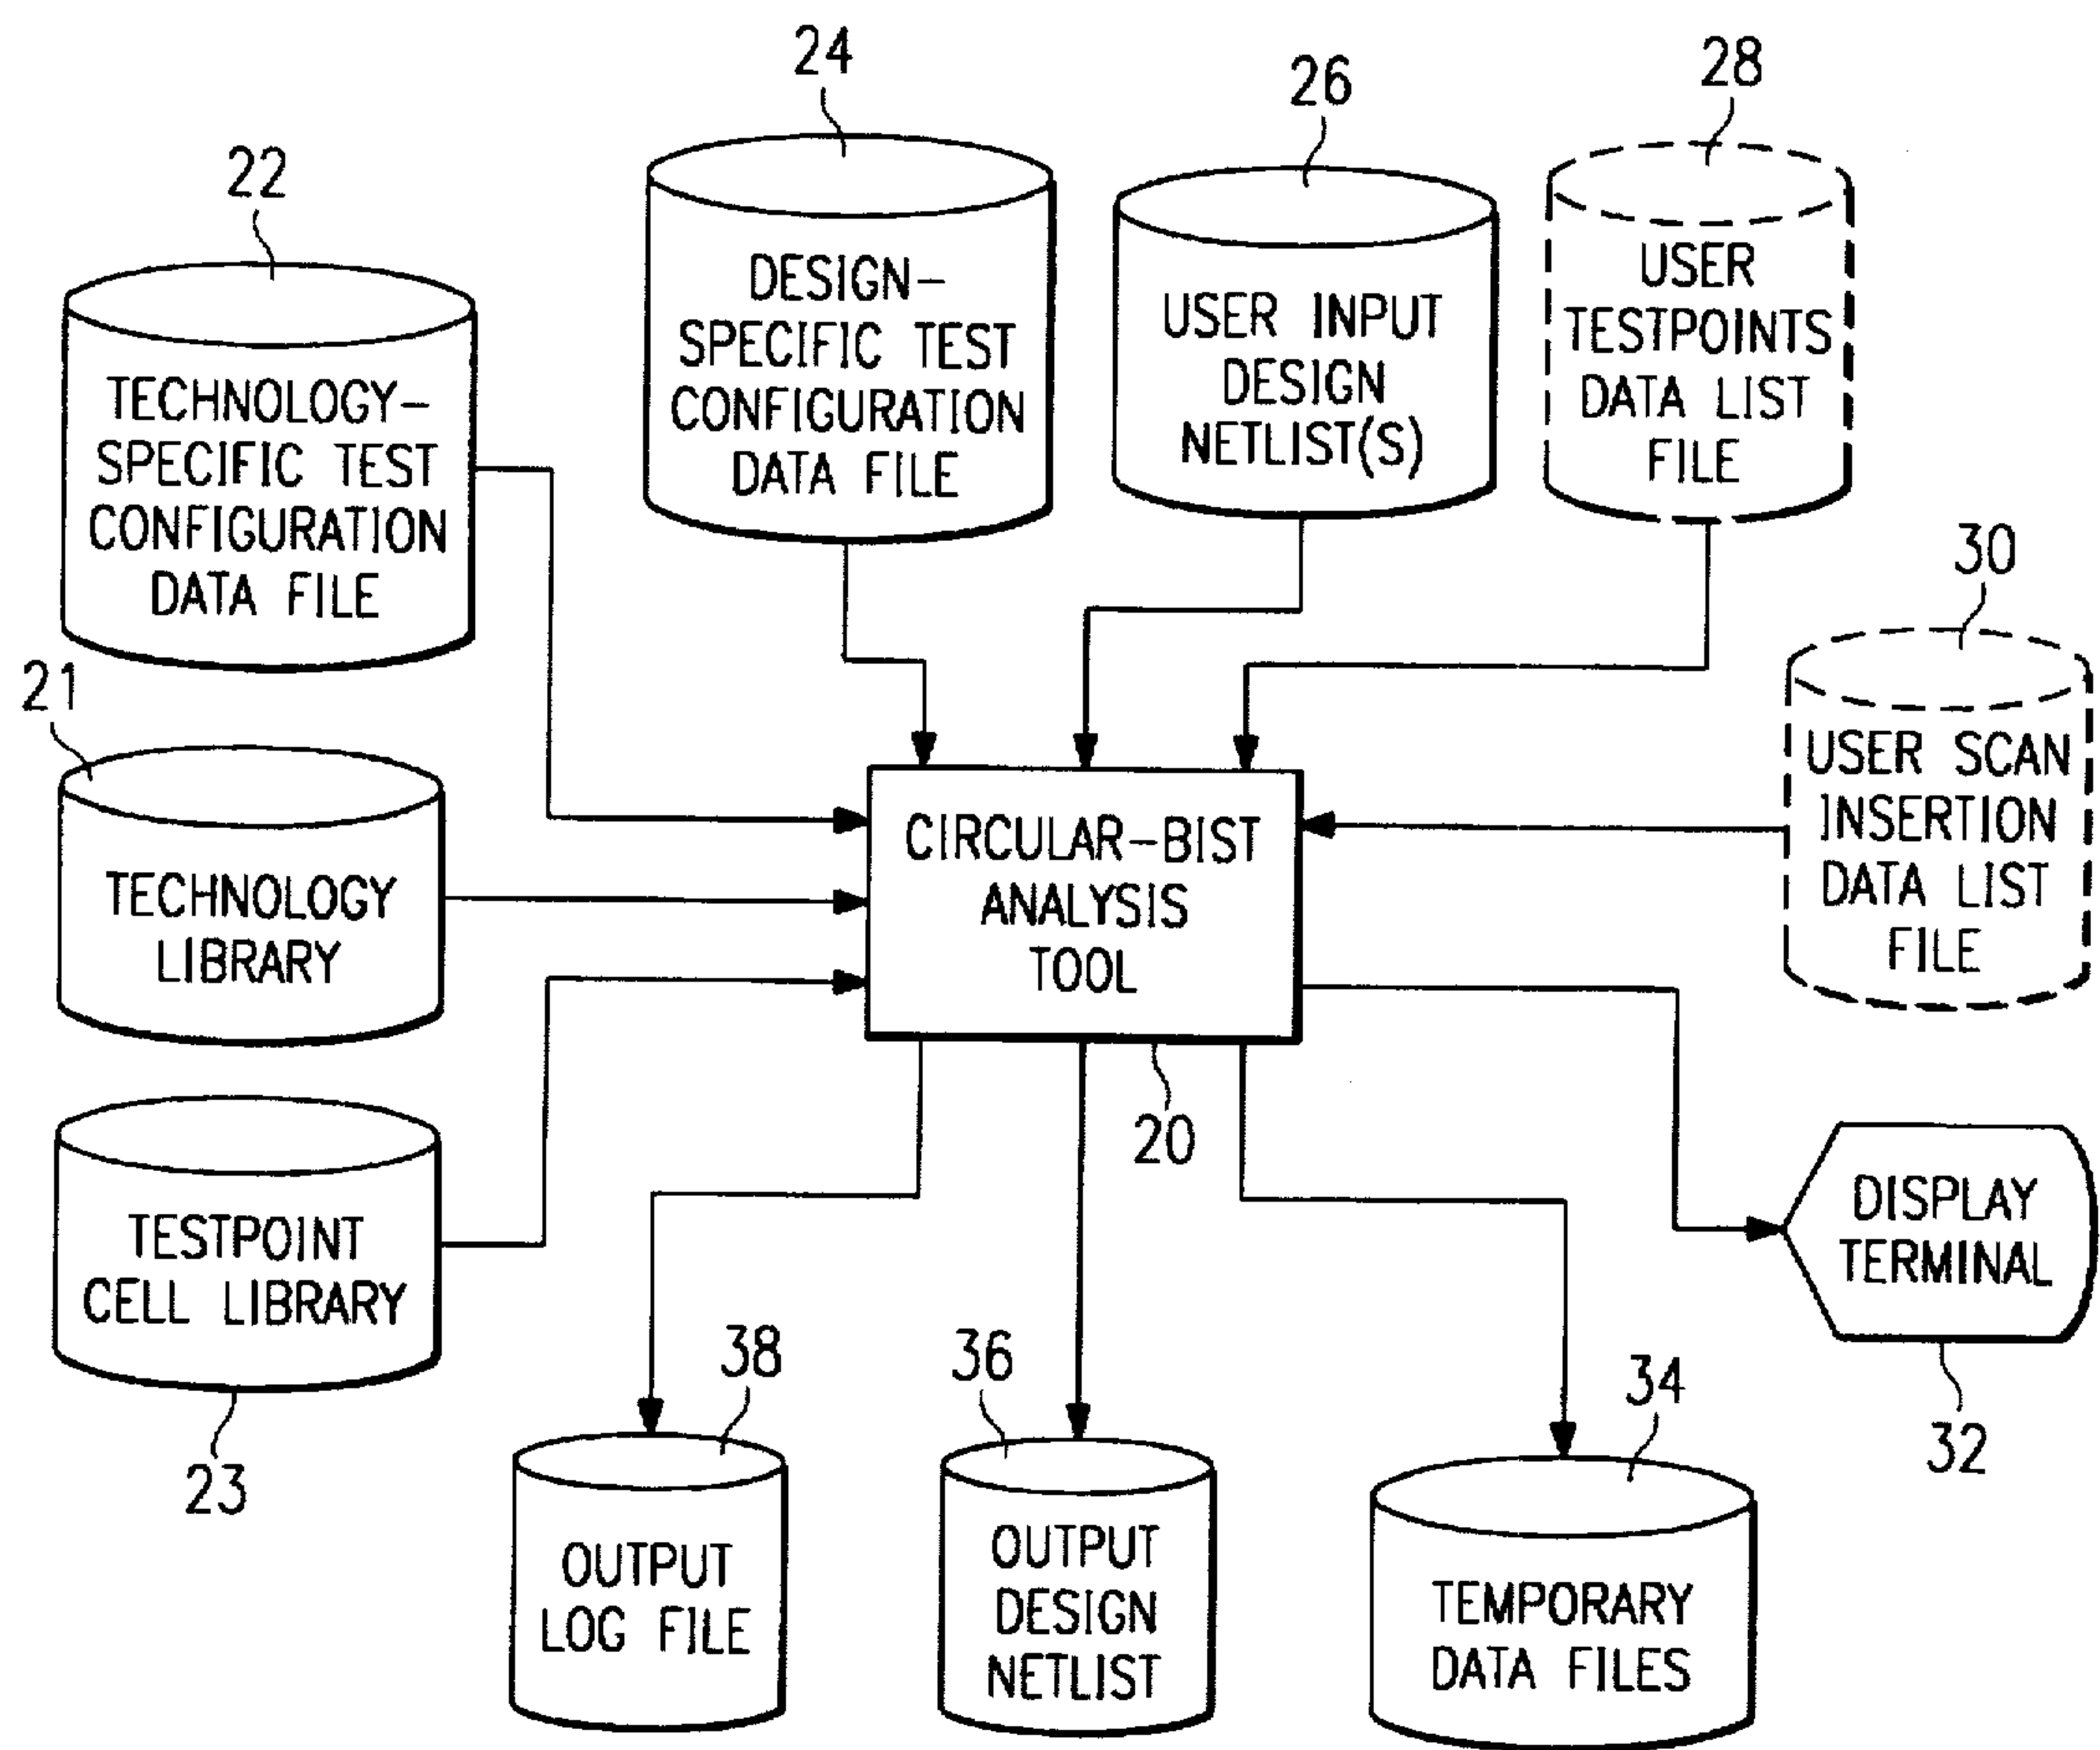 24
26
28
22
DESIGN-
SPECIFIC TEST
CONFIGURATION
DATA FILE
USER INPUT
DESIGN
NETLIST(S)
USER
TESTPOINTS
DATA LIST
FILE
TECHNOLOGY-
SPECIFIC TEST
CONFIGURATION
DATA FILE
30
21
USER SCAN
INSERTION
DATA LIST
FILE
TECHNOLOGY
LIBRARY
CIRCULAR-BIST
ANALYSIS
TOOL
20
TESTPOINT
CELL LIBRARY
23
DISPLAY
TERMINAL
32
38
36
34
OUTPUT
LOG FILE
OUTPUT
DESIGN
NETLIST
TEMPORARY
DATA FILES